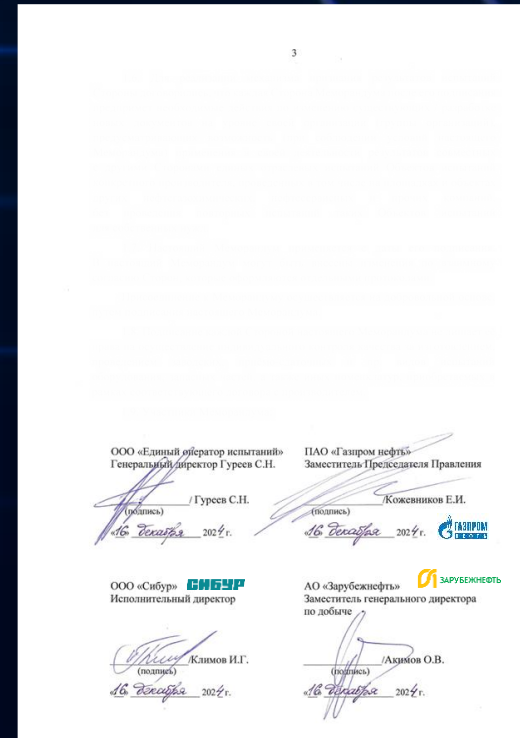 3
ООО «Единый оператор испытаний»
Генеральный директор Гуреев С.Н.
/ Гуреев С.Н.
(подпись)
«16» декабря 2024 г.
ПАО «Газпром нефть»
Заместитель Председателя Правления
/Кожевников Е.И.
(подпись)
«16» декабря 2024 г.
ГАЗПРОМ
НЕФТЬ
ООО «Сибур»
СИБУР
Исполнительный директор
/Климов И.Г.
(подпись)
«16» декабря 2024 г.
АО «Зарубежнефть»
ЗАРУБЕЖНЕФТЬ
Заместитель генерального директора
по добыче
/Акимов О.В.
(подпись)
«16» декабря 2024 г.